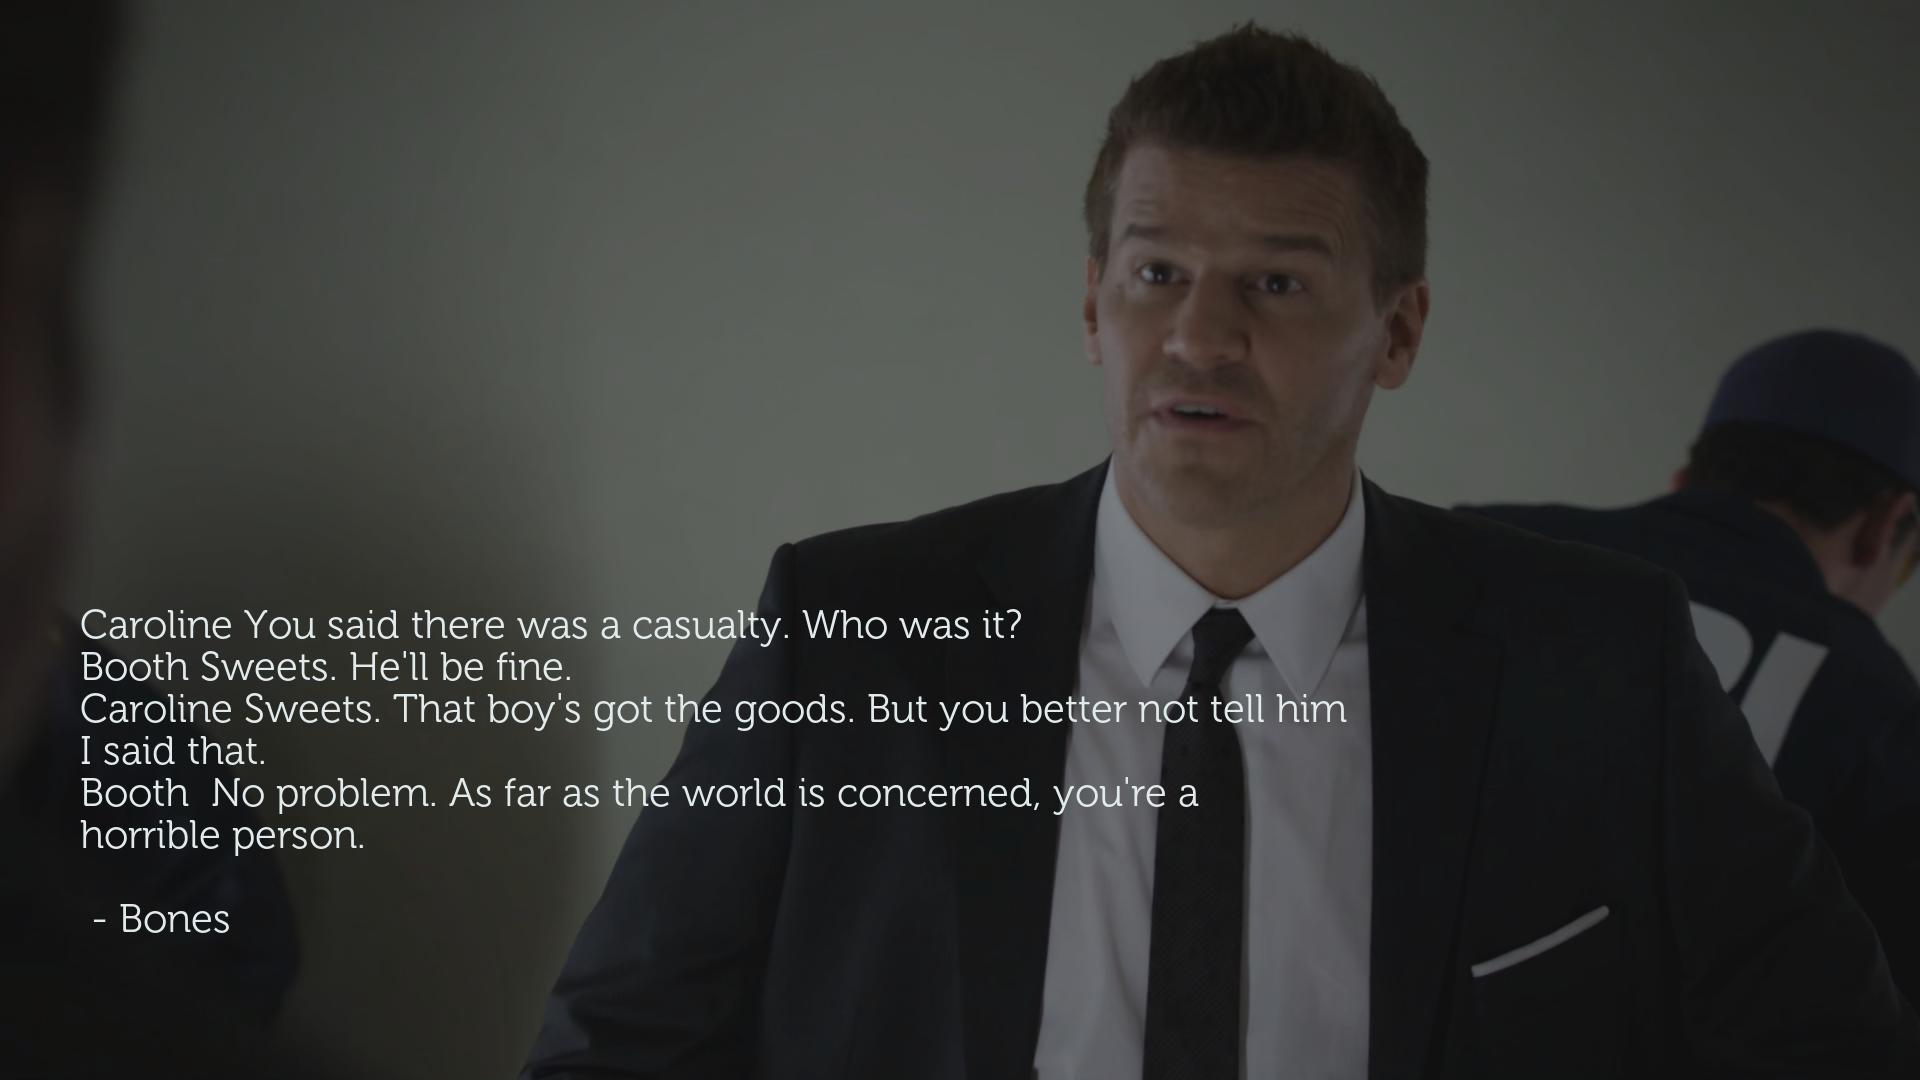 Caroline You said there was a casualty. Who was it?
Booth Sweets. He'll be fine.
Caroline Sweets. That boy's got the goods. But you better not tell him
I said that.
Booth  No problem. As far as the world is concerned, you're a
horrible person.
- Bones